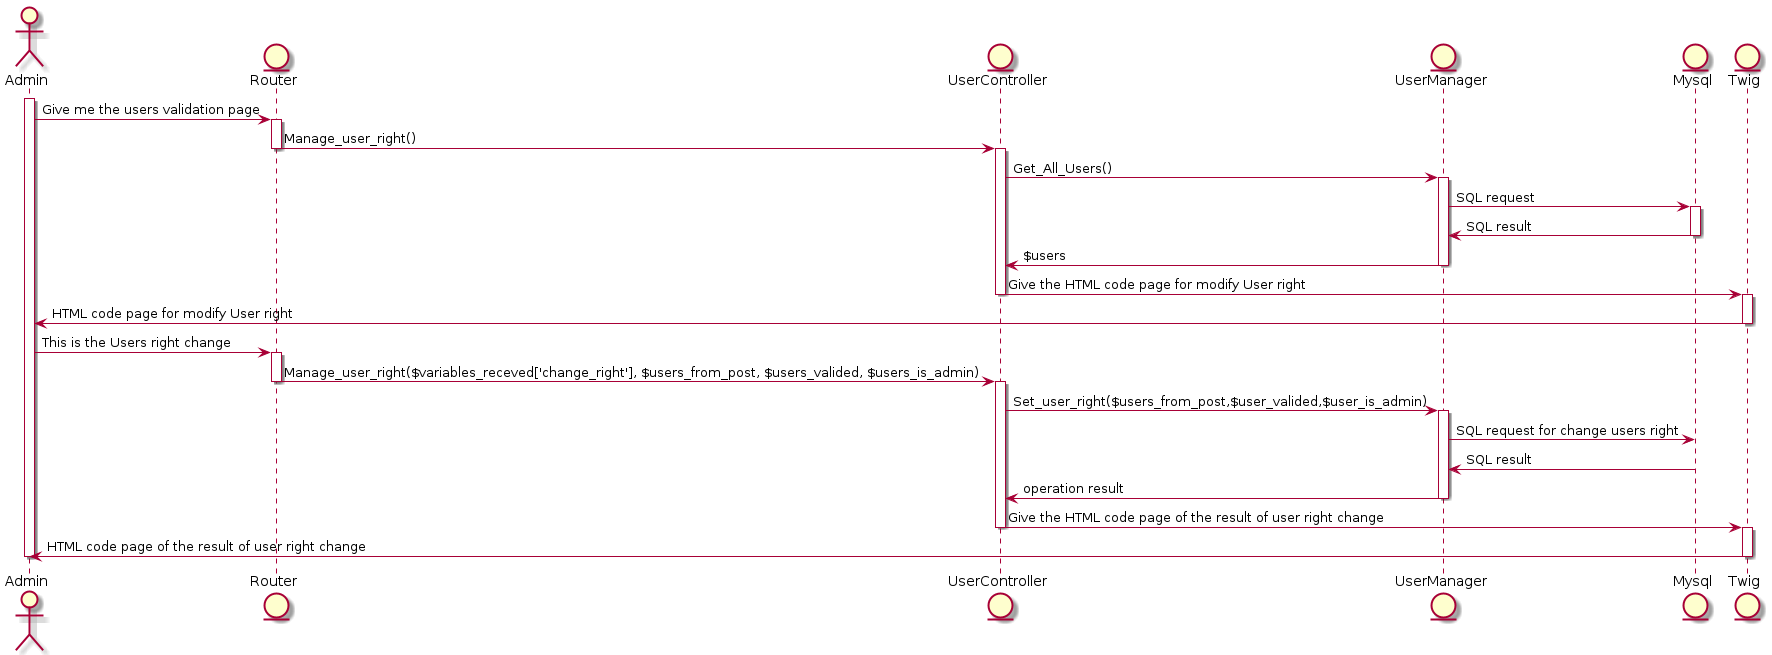 Admin
Router
UserController
UserManager
Mysql
Twig
Give me the users validation page
Manage_user_right()
Get_All_Users()
SQL request
SQL result
$users
Give the HTML code page for modify User right
HTML code page for modify User right
This is the Users right change
Manage_user_right($variables_receved['change_right'], $users_from_post, $users_valided, $users_is_admin)
Set_user_right($users_from_post,$user_valided,$user_is_admin)
SQL request for change users right
SQL result
operation result
Give the HTML code page of the result of user right change
HTML code page of the result of user right change
Admin
Router
UserController
UserManager
Mysql
Twig